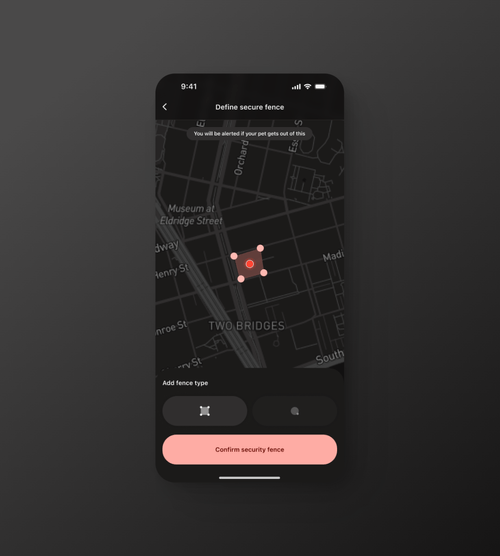 9:41
Define secure fence
You will be alerted if your pet gets out of this
Orchard
Museum at
Eldridge Street
dway
Henry St
Madi
nroe St
TWO BRIDGES
South
ry St
Add fence type
Confirm security fence